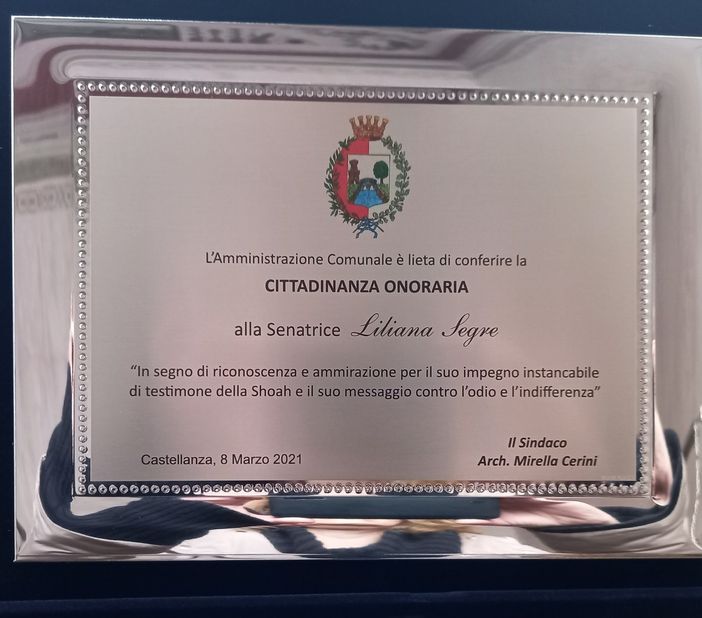 L'Amministrazione Comunale è lieta di conferire la
CITTADINANZA ONORARIA
alla Senatrice Liliana Segre
“In segno di riconoscenza e ammirazione per il suo impegno instancabile
di testimone della Shoah e il suo messaggio contro l'odio e l'indifferenza”
Castellanza, 8 Marzo 2021
Il Sindaco
Arch. Mirella Cerini